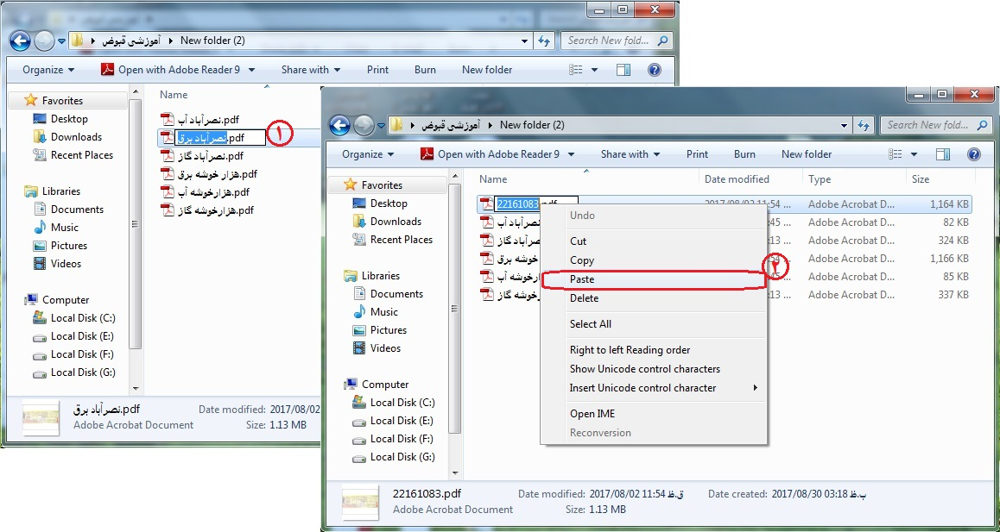 آموزشی قبوض
New folder (2)
Search New fold...
Organize
Open with Adobe Reader 9
Share with
Print
Burn
New folder
Favorites
Desktop
Downloads
Recent Places
Libraries
Documents
Music
Pictures
Videos
Computer
Local Disk (C:)
Local Disk (E:)
Local Disk (F:)
Local Disk (G:)
Name
نصرآباد آب.pdf
نصرآباد برق.pdf
۱
نصرآباد گاز.pdf
هزار خوشه برق.pdf
هزارخوشه آب.pdf
هزارخوشه گاز.pdf
نصرآباد برق.pdf
Date modified: 2017/08/02
Adobe Acrobat Document
Size: 1.13 MB
آموزشی قبوض
New folder (2)
Search New fold...
Organize
Open with Adobe Reader 9
Share with
Print
Burn
New folder
Favorites
Desktop
Downloads
Recent Places
Libraries
Documents
Music
Pictures
Videos
Computer
Local Disk (C:)
Local Disk (E:)
Local Disk (F:)
Local Disk (G:)
Name Date modified Type Size
22161083.pdf 2017/08/02 11:54 ... Adobe Acrobat D... 1,164 KB
نصرآباد آب :45 ... Adobe Acrobat D... 82 KB
نصرآباد گاز :13 ... Adobe Acrobat D... 324 KB
خوشه برق :54 ... Adobe Acrobat D... 1,166 KB
زارخوشه آب :45 ... Adobe Acrobat D... 85 KB
زارخوشه گاز :13 ... Adobe Acrobat D... 337 KB
Undo
Cut
Copy
Paste
۲
Delete
Select All
Right to left Reading order
Show Unicode control characters
Insert Unicode control character
Open IME
Reconversion
22161083.pdf
Date modified: 2017/08/02 11:54 ق.ظ
Date created: 2017/08/30 03:18 ب.ظ
Adobe Acrobat Document
Size: 1.13 MB